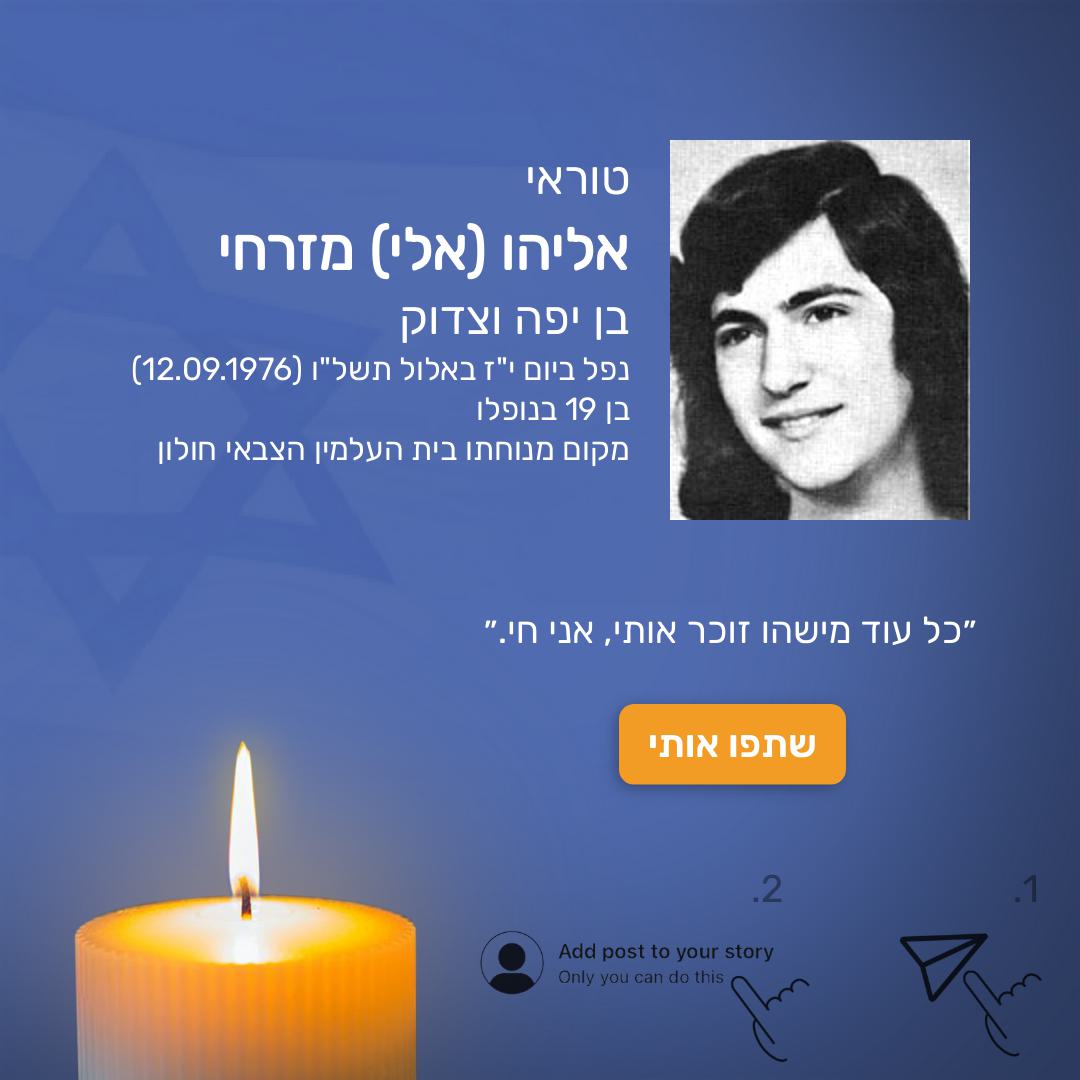 טוראי
אליהו (אלי) מזרחי
בן יפה וצדוק
נפל ביום י"ז באלול תשל"ו (12.09.1976)
בן 19 בנופלו
מקום מנוחתו בית העלמין הצבאי חולון
״כל עוד מישהו זוכר אותי, אני חי.״
שתפו אותי
.1
.2
Add post to your story
Only you can do this